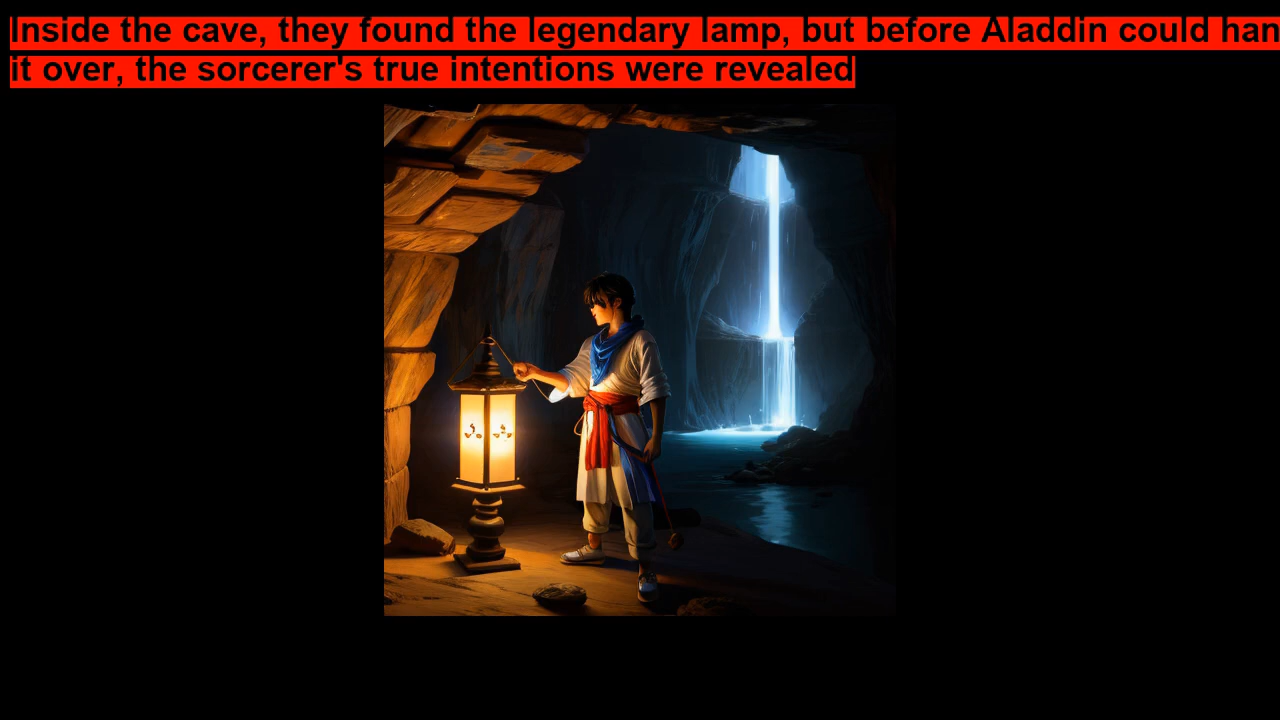 Inside the cave, they found the legendary lamp, but before Aladdin could han
it over, the sorcerer's true intentions were revealed